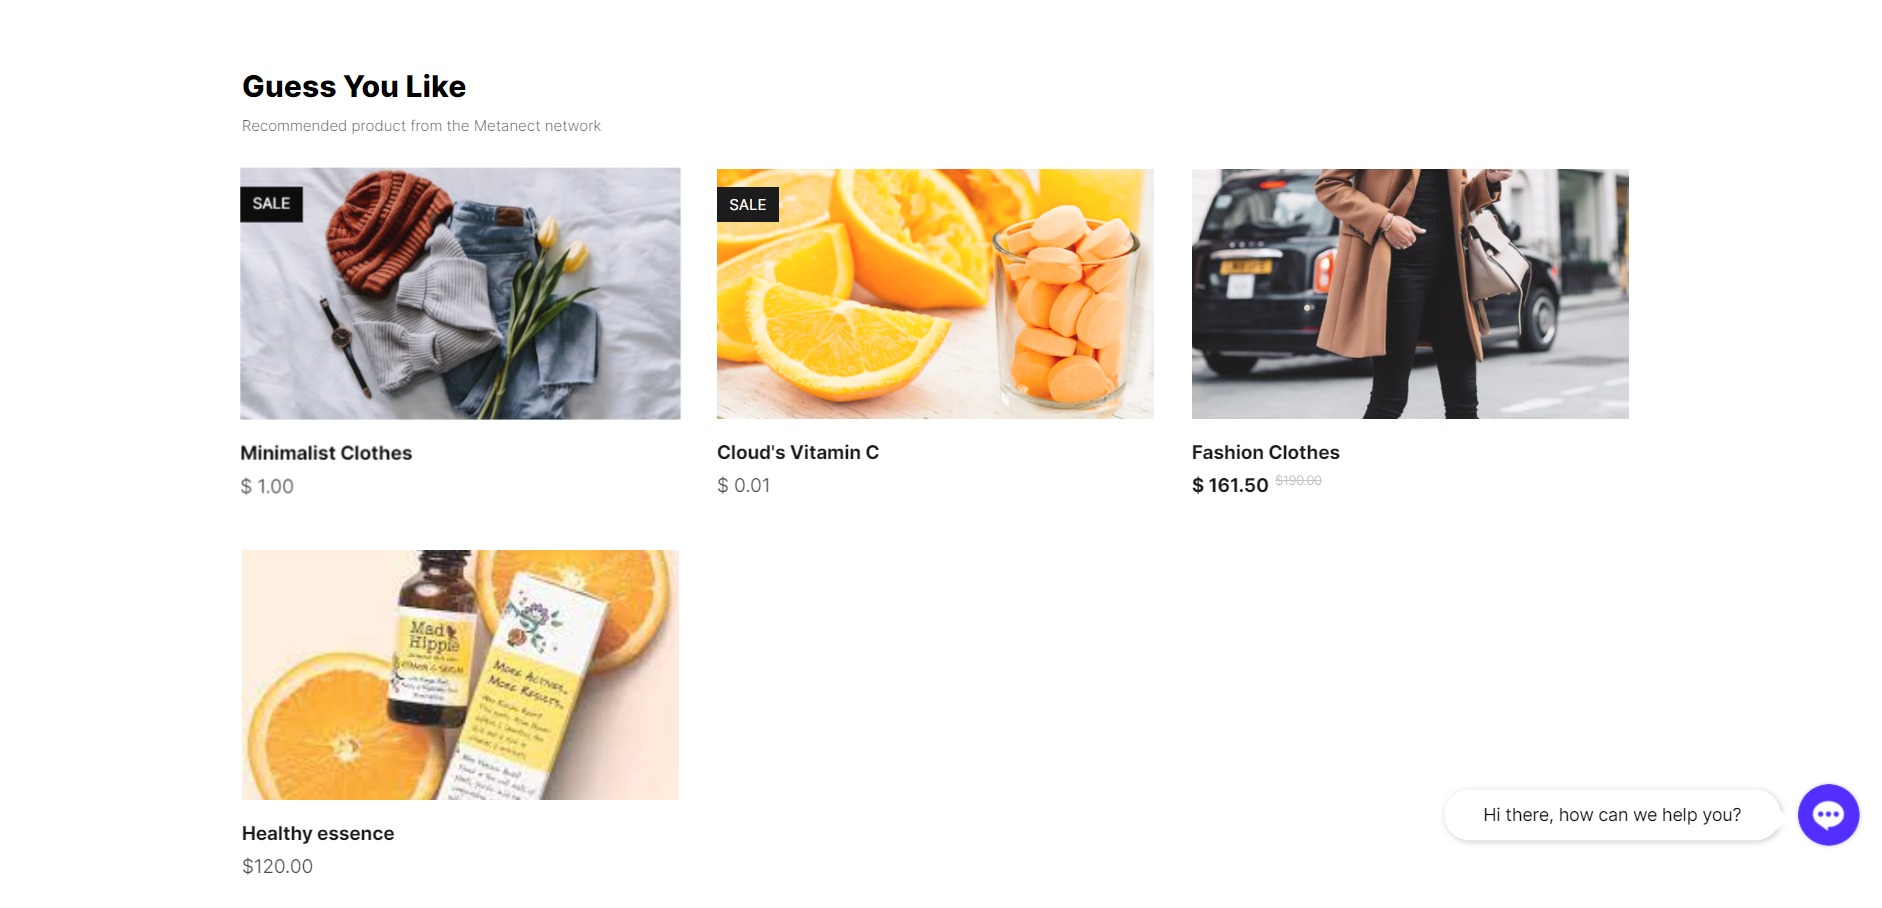 Guess You Like
Recommended product from the Metanect network
SALE
SALE
Minimalist Clothes
$ 1.00
Cloud's Vitamin C
$ 0.01
Fashion Clothes
$ 161.50 $190.00
Mad
Hippie
VITAMIN C SERUM
MORE ACTIVES,
MORE RESULTS.
Healthy essence
$120.00
Hi there, how can we help you?